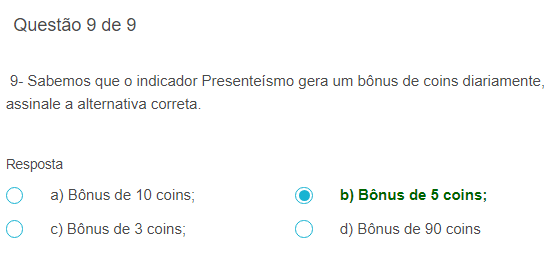 Questão 9 de 9
9- Sabemos que o indicador Presenteísmo gera um bônus de coins diariamente,
assinale a alternativa correta.
Resposta
a) Bônus de 10 coins;
b) Bônus de 5 coins;
c) Bônus de 3 coins;
d) Bônus de 90 coins